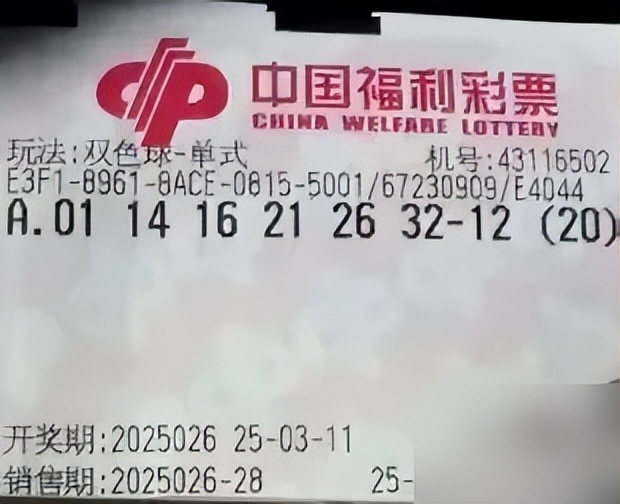 中国福利彩票
CHINA WELFARE LOTTERY
玩法:双色球-单式 机号:43116502
E3F1-8961-8ACE-0815-5001/67230909/E4044
A.01 14 16 21 26 32-12 (20)
开奖期:2025026 25-03-11
销售期:2025026-28 25-